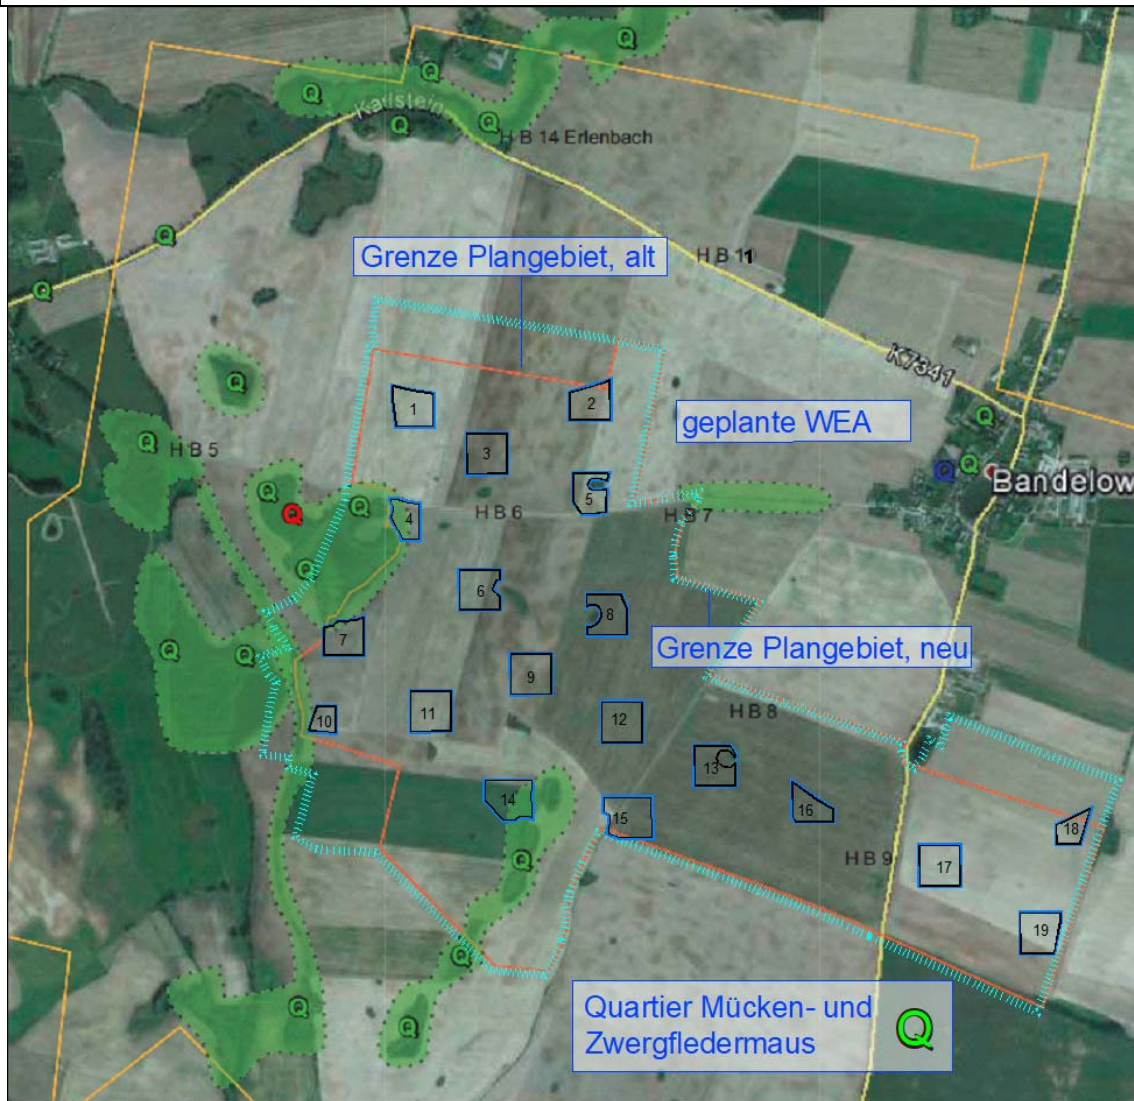 Q
Q
Q
Karlstein
Q
Q
H B 14 Erlenbach
Q
Grenze Plangebiet, alt
H B 11
Q
K7341
Q
1
2
geplante WEA
Q
Q
H B 5
3
Q
Q
Bandelow
Q
Q
Q
4
H B 6
5
H B 7
Q
6
8
7
Grenze Plangebiet, neu
Q
Q
9
10
11
12
H B 8
13
14
15
16
18
Q
H B 9
17
19
Q
Q
Q
Quartier Mücken- und
Zwergfledermaus
Q